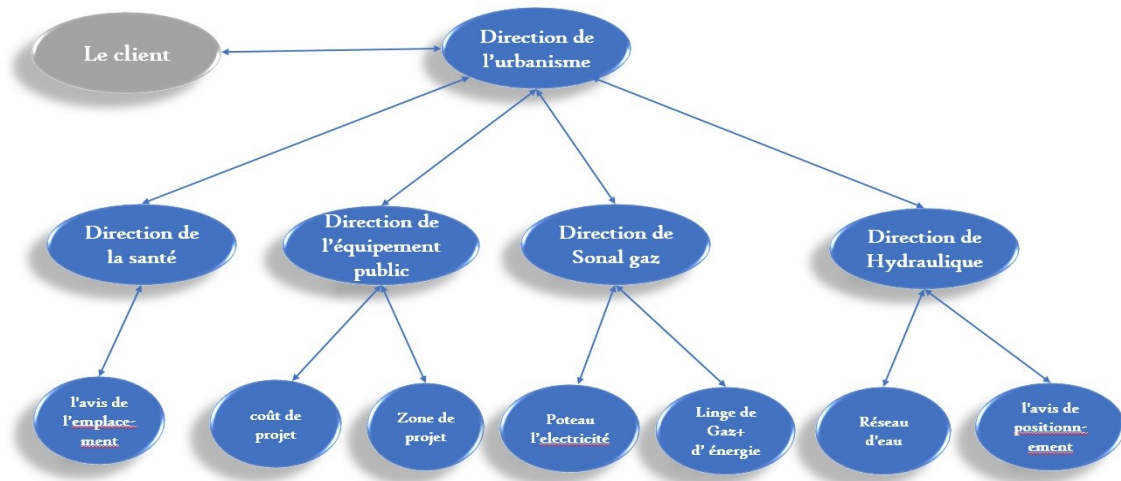 Le client
Direction de
l'urbanisme
Direction de
la santé
Direction de
l'équipement
public
Direction de
Sonal gaz
Direction de
Hydraulique
l'avis de
l'emplace-
ment
coût de
projet
Zone de
projet
Poteau
l'electricité
Linge de
Gaz+
d' énergie
Réseau
d'eau
l'avis de
positionn-
ement